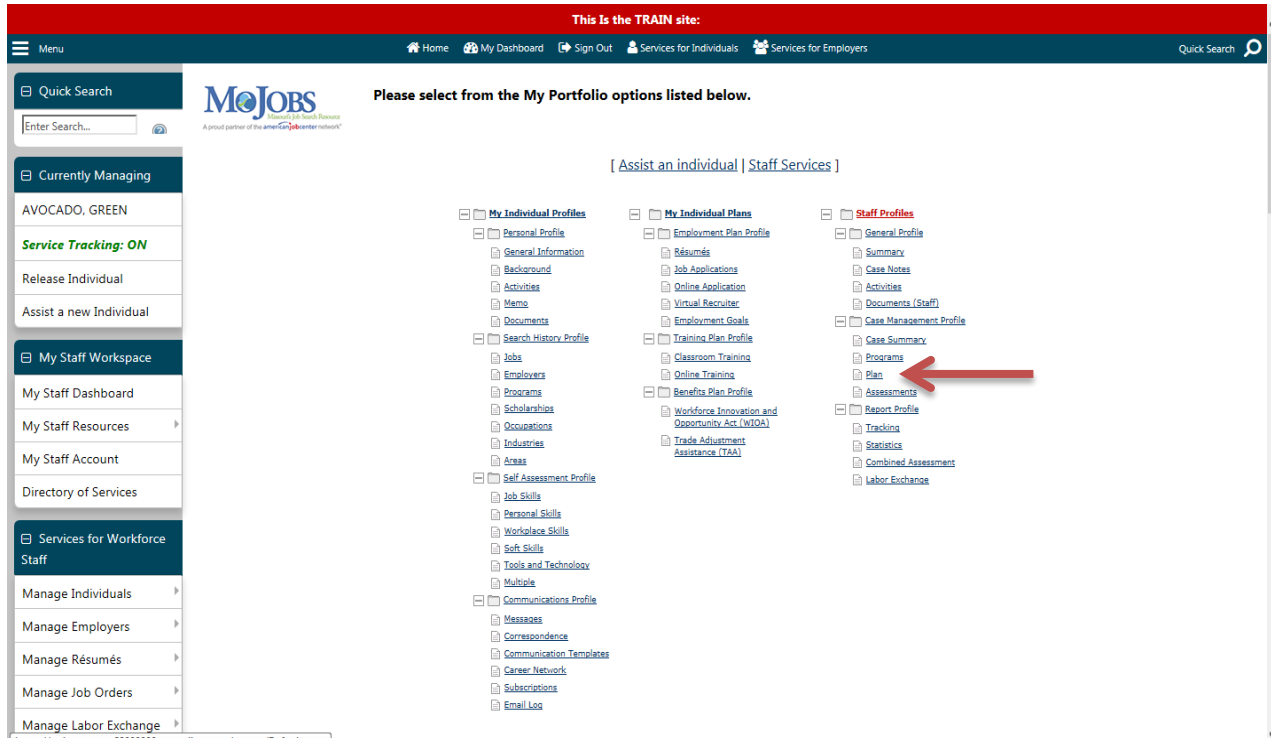 This Is the TRAIN site:
Menu
Home My Dashboard Sign Out Services for Individuals Services for Employers
Quick Search
Quick Search
Enter Search...
Currently Managing
AVOCADO, GREEN
Service Tracking: ON
Release Individual
Assist a new Individual
My Staff Workspace
My Staff Dashboard
My Staff Resources
My Staff Account
Directory of Services
Services for Workforce
Staff
Manage Individuals
Manage Employers
Manage Résumés
Manage Job Orders
Manage Labor Exchange
MoJOBS
Missouri's Job Search Resource
A proud partner of the americanjobcenter network
Please select from the My Portfolio options listed below.
[ Assist an individual | Staff Services ]
My Individual Profiles
Personal Profile
General Information
Background
Activities
Memo
Documents
Search History Profile
Jobs
Employers
Programs
Scholarships
Occupations
Industries
Areas
Self Assessment Profile
Job Skills
Personal Skills
Workplace Skills
Soft Skills
Tools and Technology
Multiple
Communications Profile
Messages
Correspondence
Communication Templates
Career Network
Subscriptions
Email Log
My Individual Plans
Employment Plan Profile
Résumés
Job Applications
Online Application
Virtual Recruiter
Employment Goals
Training Plan Profile
Classroom Training
Online Training
Benefits Plan Profile
Workforce Innovation and
Opportunity Act (WIOA)
Trade Adjustment
Assistance (TAA)
Staff Profiles
General Profile
Summary
Case Notes
Activities
Documents (Staff)
Case Management Profile
Case Summary
Programs
Plan
Assessments
Report Profile
Tracking
Statistics
Combined Assessment
Labor Exchange